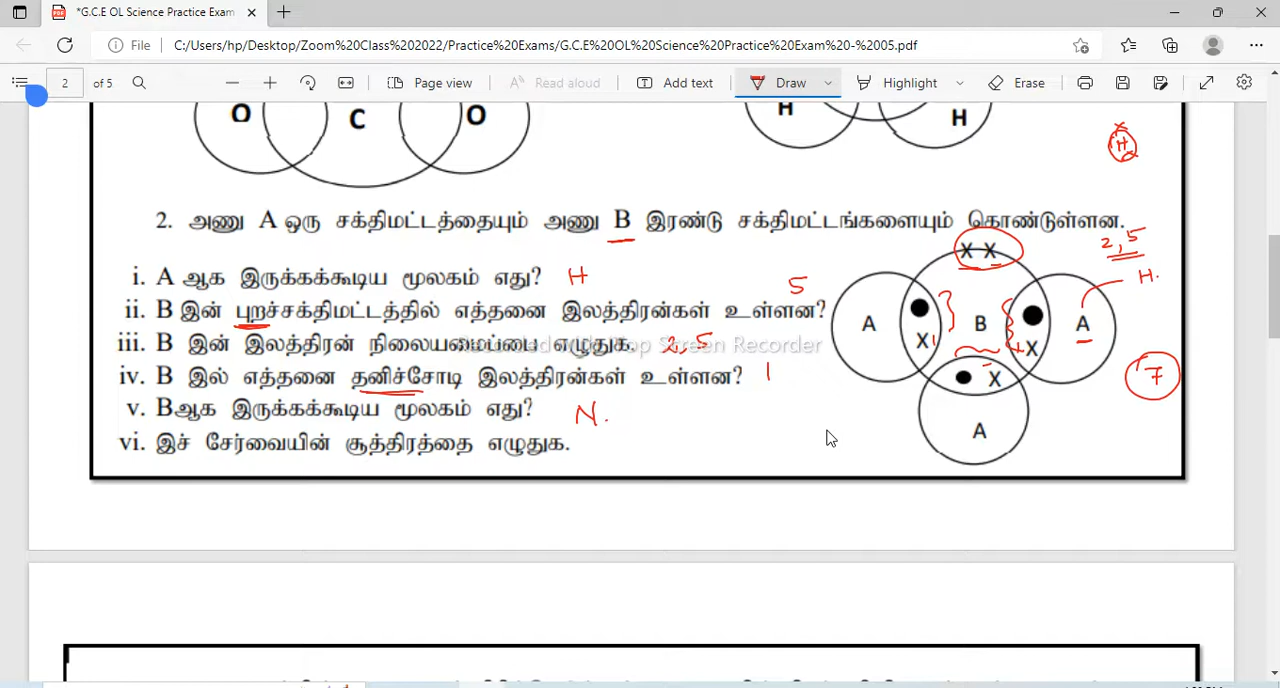 *G.C.E OL Science Practice Exam
File C:/Users/hp/Desktop/Zoom%20Class%202022/Practice%20Exams/G.C.E%20OL%20Science%20Practice%20Exam%20-%2005.pdf
2 of 5 Page view Read aloud Add text Draw Highlight Erase
O C O H H
H
2. அணு A ஒரு சக்திமட்டத்தையும் அணு B இரண்டு சக்திமட்டங்களையும் கொண்டுள்ளன.
X X 2, 5
i. A ஆக இருக்கக்கூடிய மூலகம் எது? H H.
ii. B இன் புறச்சக்திமட்டத்தில் எத்தனை இலத்திரன்கள் உள்ளன? 5
A B A
iii. B இன் இலத்திரன் நிலையமைப்பை எழுதுக. 2, 5 X X
Screen Recorder
iv. B இல் எத்தனை தனிச்சோடி இலத்திரன்கள் உள்ளன? 1 X 7
v. Bஆக இருக்கக்கூடிய மூலகம் எது? N. A
vi. இச் சேர்வையின் சூத்திரத்தை எழுதுக.